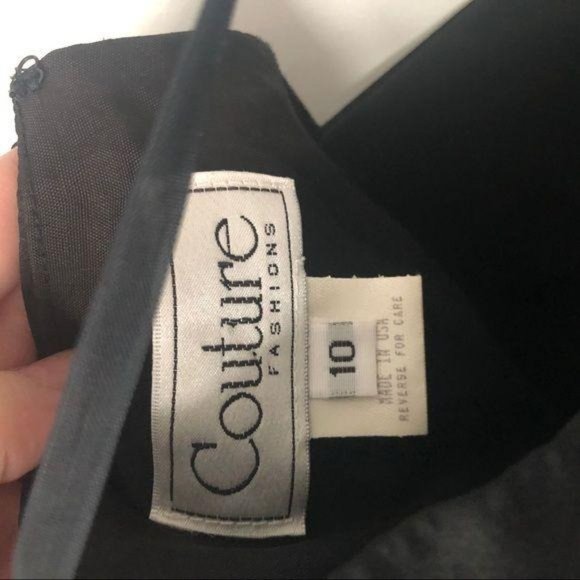 Couture
FASHIONS
10
MADE IN USA
REVERSE FOR CARE